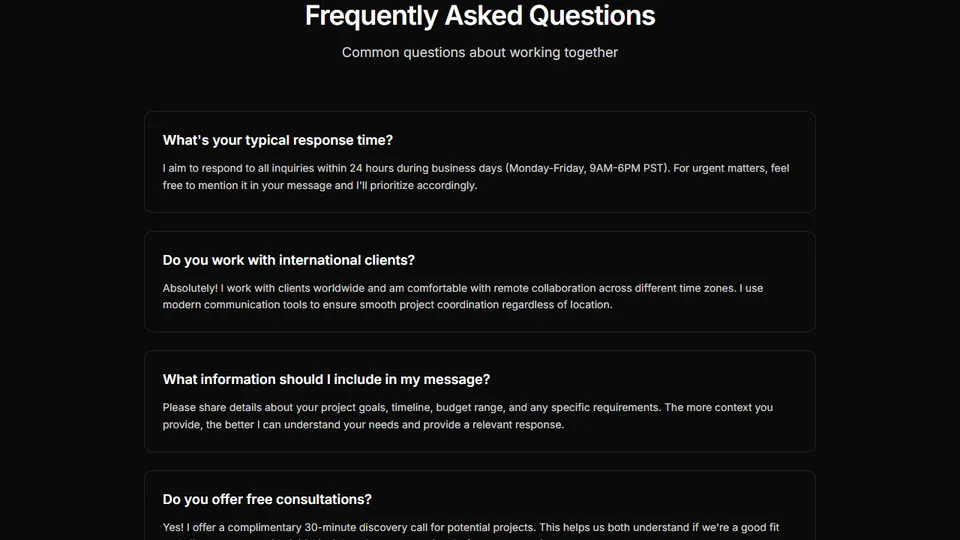 Frequently Asked Questions
Common questions about working together
What's your typical response time?
I aim to respond to all inquiries within 24 hours during business days (Monday-Friday, 9AM-6PM PST). For urgent matters, feel
free to mention it in your message and I'll prioritize accordingly.
Do you work with international clients?
Absolutely! I work with clients worldwide and am comfortable with remote collaboration across different time zones. I use
modern communication tools to ensure smooth project coordination regardless of location.
What information should I include in my message?
Please share details about your project goals, timeline, budget range, and any specific requirements. The more context you
provide, the better I can understand your needs and provide a relevant response.
Do you offer free consultations?
Yes! I offer a complimentary 30-minute discovery call for potential projects. This helps us both understand if we're a good fit